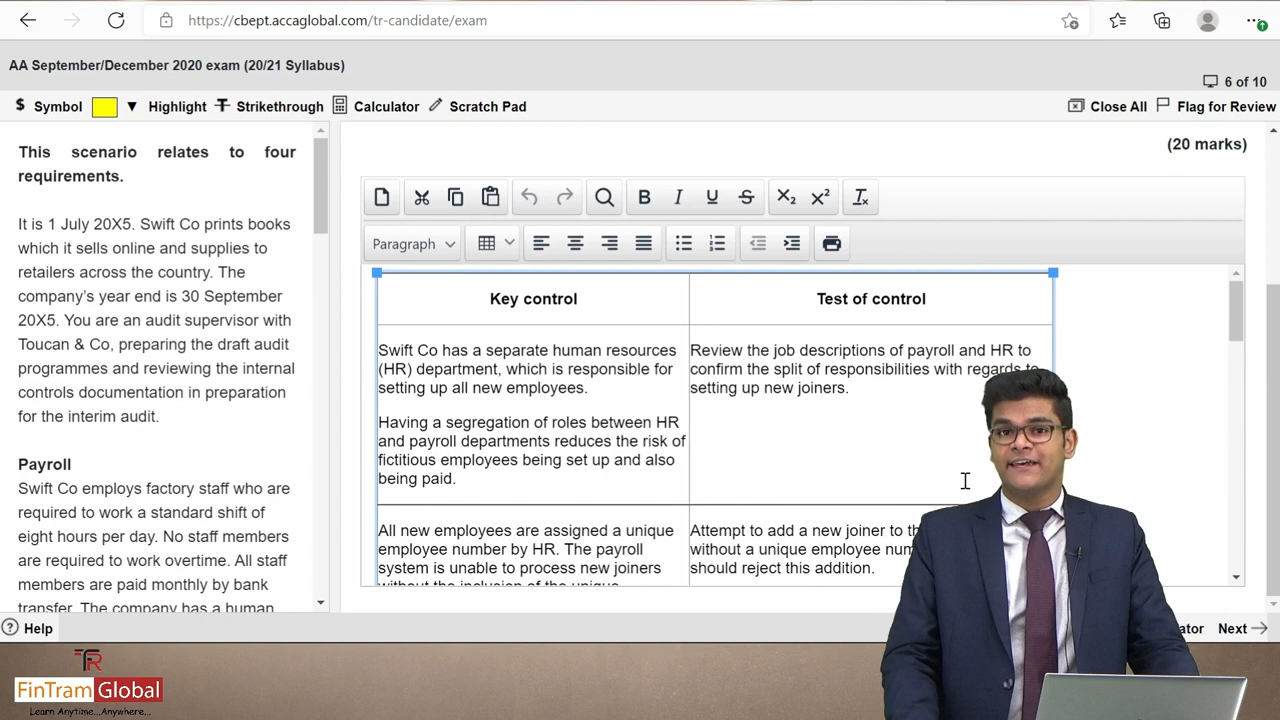 https://cbept.accaglobal.com/tr-candidate/exam
AA September/December 2020 exam (20/21 Syllabus)
6 of 10
$ Symbol Highlight Strikethrough Calculator Scratch Pad Close All Flag for Review
This scenario relates to four
requirements.
It is 1 July 20X5. Swift Co prints books
which it sells online and supplies to
retailers across the country. The
company's year end is 30 September
20X5. You are an audit supervisor with
Toucan & Co, preparing the draft audit
programmes and reviewing the internal
controls documentation in preparation
for the interim audit.
Payroll
Swift Co employs factory staff who are
required to work a standard shift of
eight hours per day. No staff members
are required to work overtime. All staff
members are paid monthly by bank
transfer. The company has a human
(20 marks)
B I U S X₂ X² Tx
Paragraph
Key control
Test of control
Swift Co has a separate human resources
(HR) department, which is responsible for
setting up all new employees.
Having a segregation of roles between HR
and payroll departments reduces the risk of
fictitious employees being set up and also
being paid.
Review the job descriptions of payroll and HR to
confirm the split of responsibilities with regards to
setting up new joiners.
All new employees are assigned a unique
employee number by HR. The payroll
system is unable to process new joiners
without the inclusion of the unique
Attempt to add a new joiner to
without a unique employee
should reject this addition.
Help
Next
FinTram Global
Learn Anytime...Anywhere...